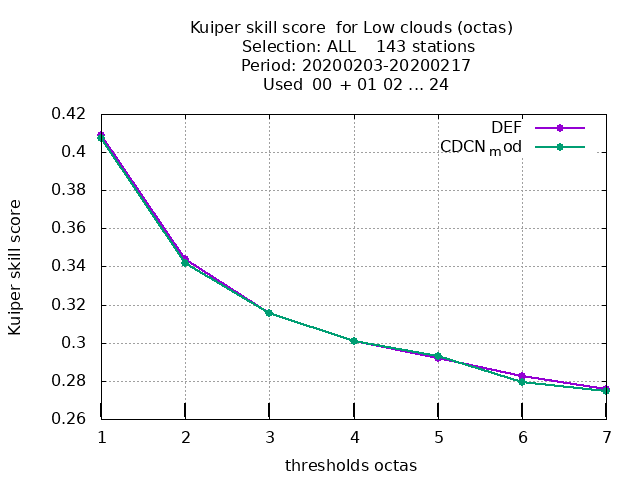 Kuiper skill score  for Low clouds (octas)
Selection: ALL    143 stations
Period: 20200203-20200217
Used  00  + 01 02 ... 24
0.42
0.4
0.38
0.36
0.34
0.32
0.3
0.28
0.26
Kuiper skill score
DEF
CDCNmod
1 2 3 4 5 6 7
thresholds octas